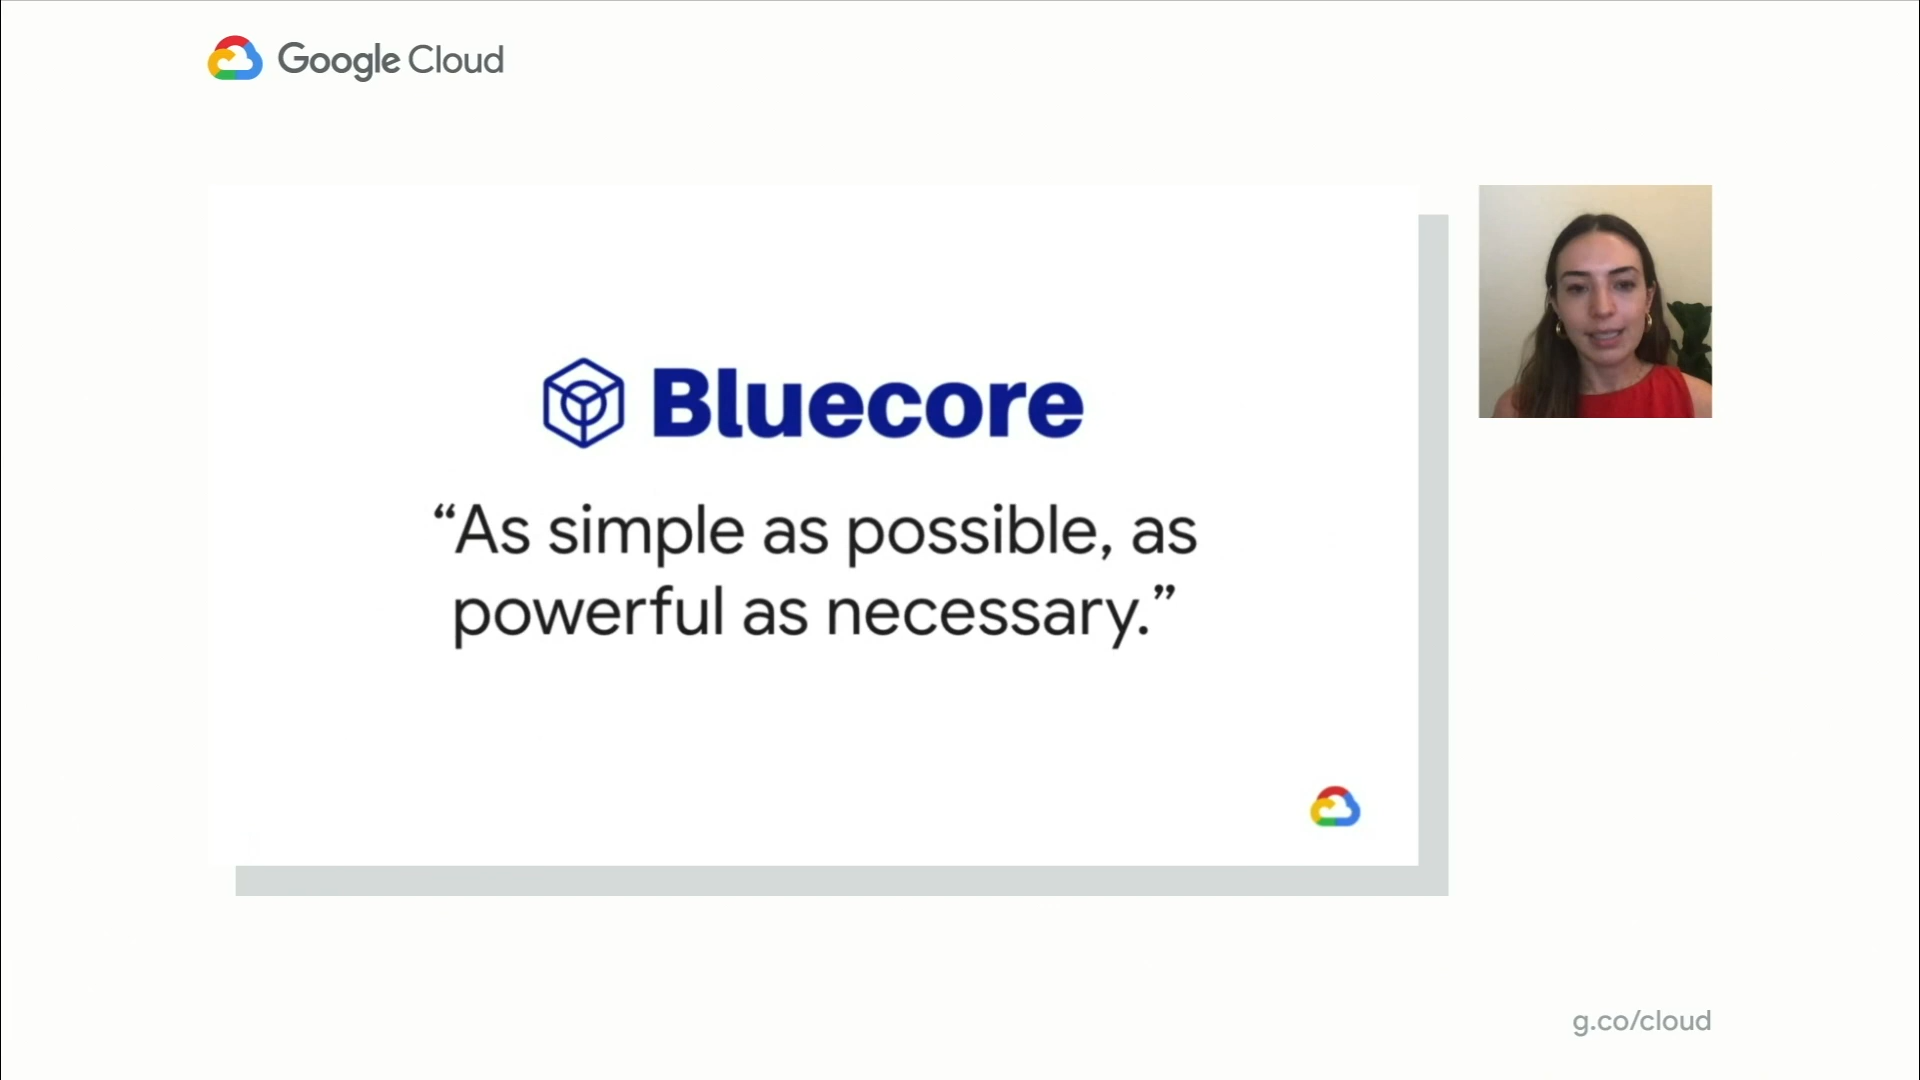 Google Cloud
Bluecore
“As simple as possible, as
powerful as necessary.”
g.co/cloud